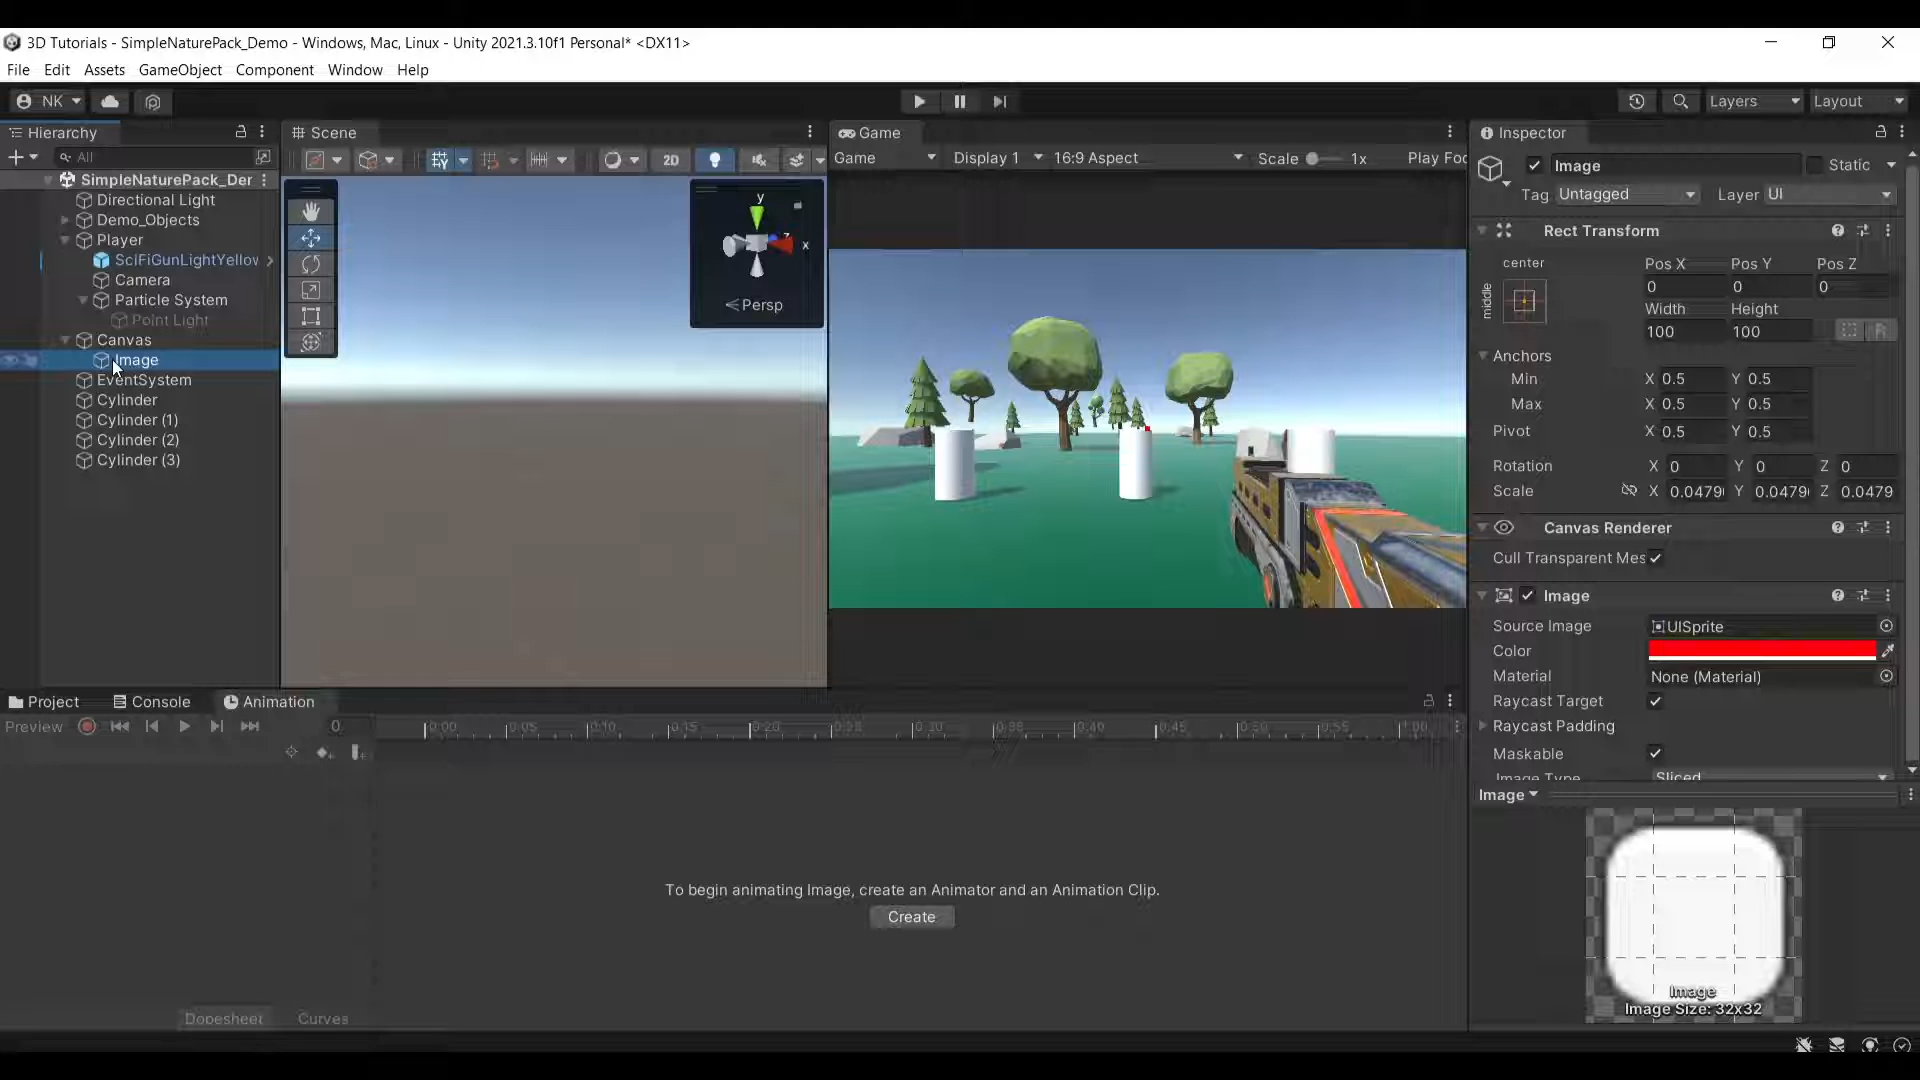 3D Tutorials - SimpleNaturePack_Demo - Windows, Mac, Linux - Unity 2021.3.10f1 Personal* <DX11>
File Edit Assets GameObject Component Window Help
NK Layers Layout
Hierarchy
All
SimpleNaturePack_Der
Directional Light
Demo_Objects
Player
SciFiGunLightYellov
Camera
Particle System
Point Light
Canvas
Image
EventSystem
Cylinder
Cylinder (1)
Cylinder (2)
Cylinder (3)
Scene
2D
y
x
z
Persp
Game
Game Display 1 16:9 Aspect Scale 1x Play Foc
Inspector
Image Static
Tag Untagged Layer UI
Rect Transform
center
middle
Pos X Pos Y Pos Z
0 0 0
Width Height
100 100
Anchors
Min X 0.5 Y 0.5
Max X 0.5 Y 0.5
Pivot X 0.5 Y 0.5
Rotation X 0 Y 0 Z 0
Scale X 0.0479 Y 0.0479 Z 0.0479
Canvas Renderer
Cull Transparent Mes
Image
Source Image UISprite
Color
Material None (Material)
Raycast Target
Raycast Padding
Maskable
Image Type Sliced
Image
Image
Image Size: 32x32
Project Console Animation
Preview 0
0:00 0:05 0:10 0:15 0:20 0:30 0:40 0:45 0:50 0:55 1:00
To begin animating Image, create an Animator and an Animation Clip.
Create
Dopesheet Curves